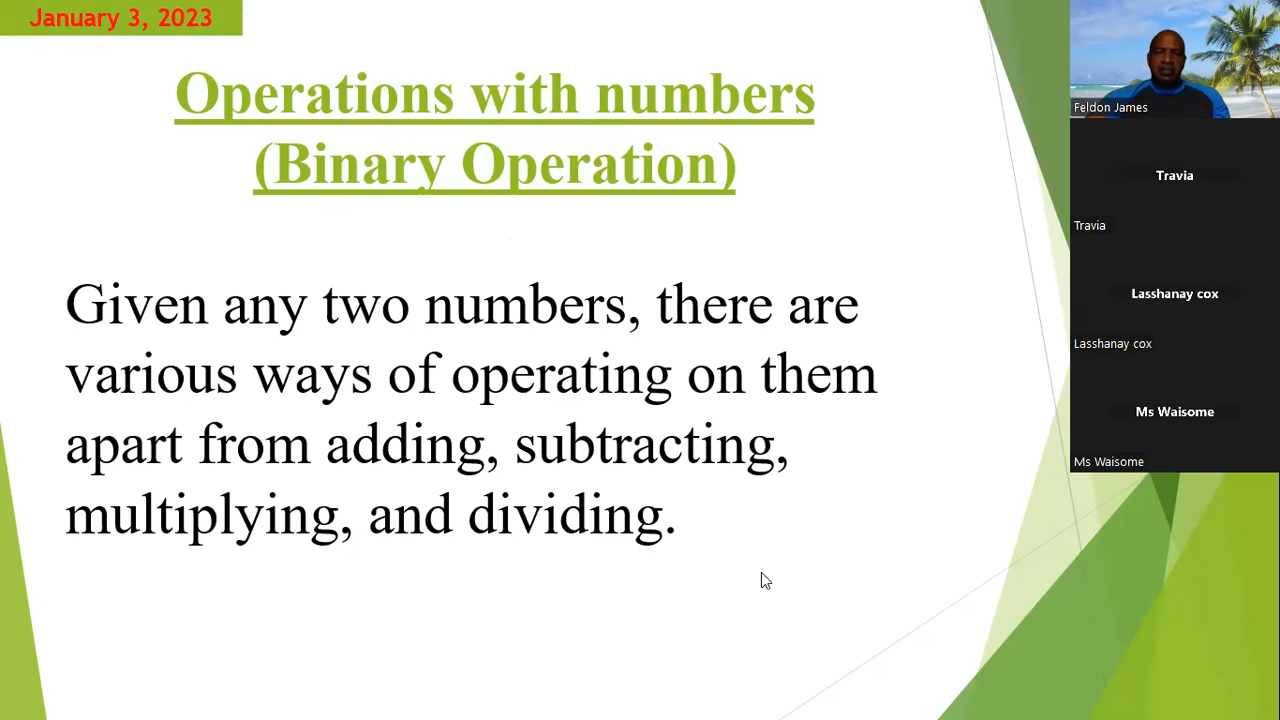 January 3, 2023
Operations with numbers
(Binary Operation)
Given any two numbers, there are
various ways of operating on them
apart from adding, subtracting,
multiplying, and dividing.
Feldon James
Travia
Travia
Lasshanay cox
Lasshanay cox
Ms Waisome
Ms Waisome